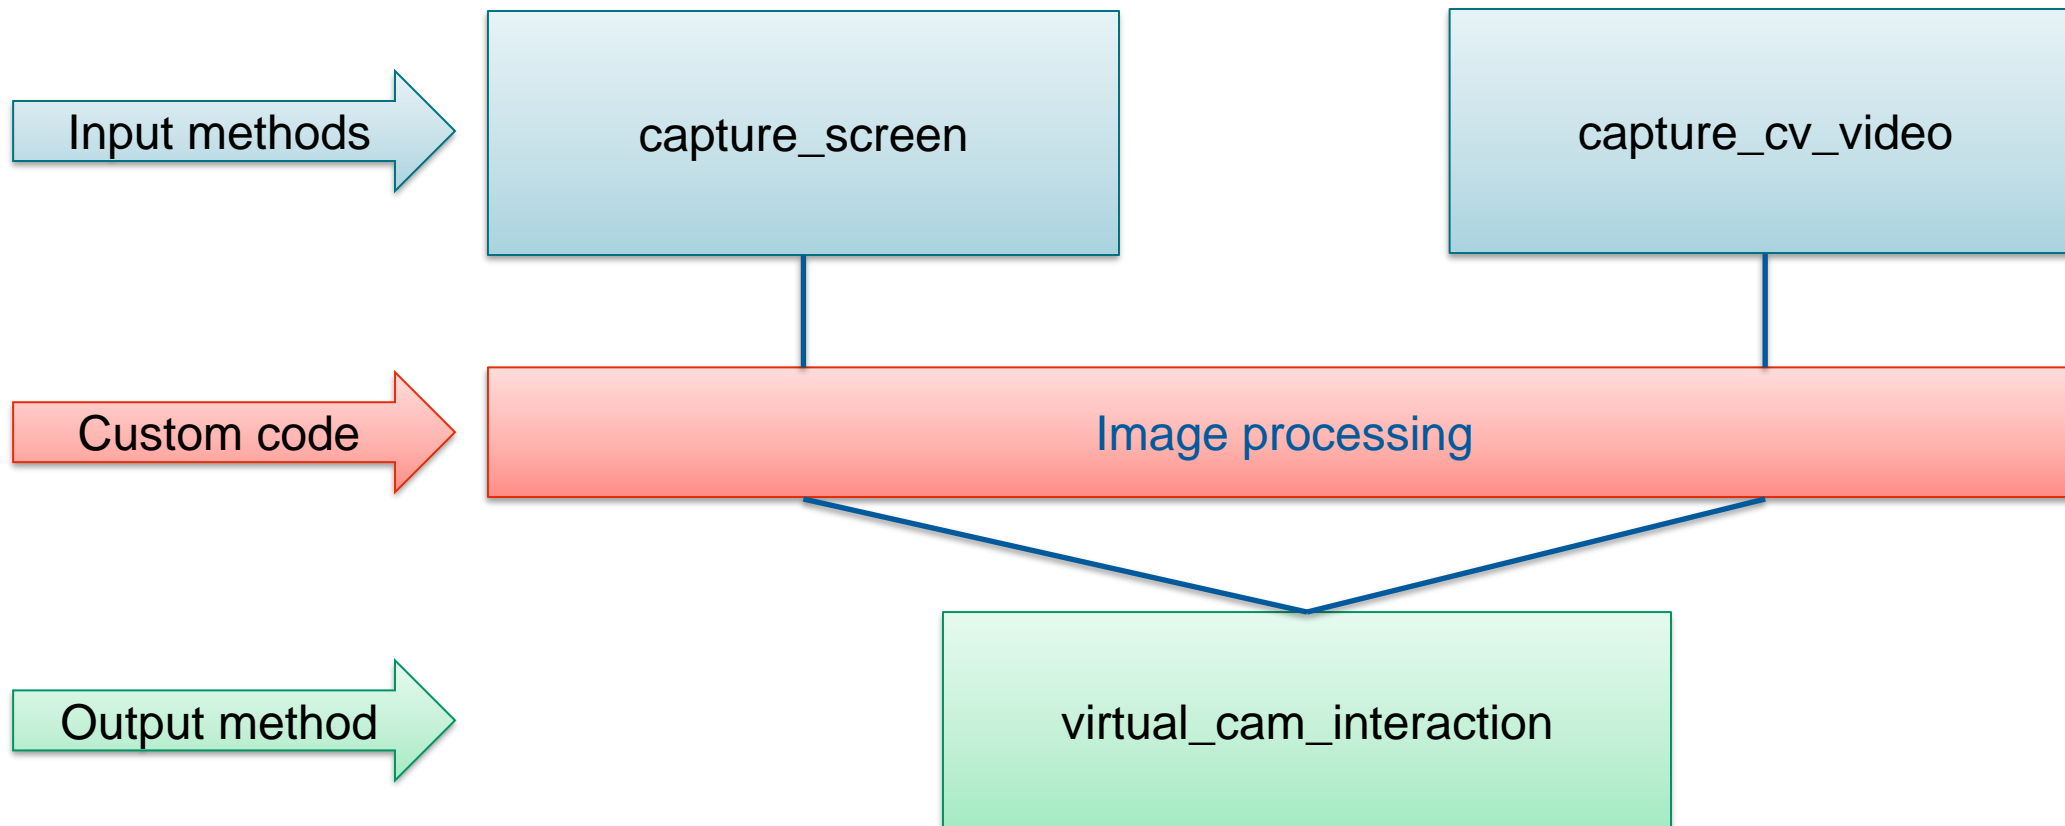 Input methods
capture_screen
capture_cv_video
Custom code
Image processing
Output method
virtual_cam_interaction